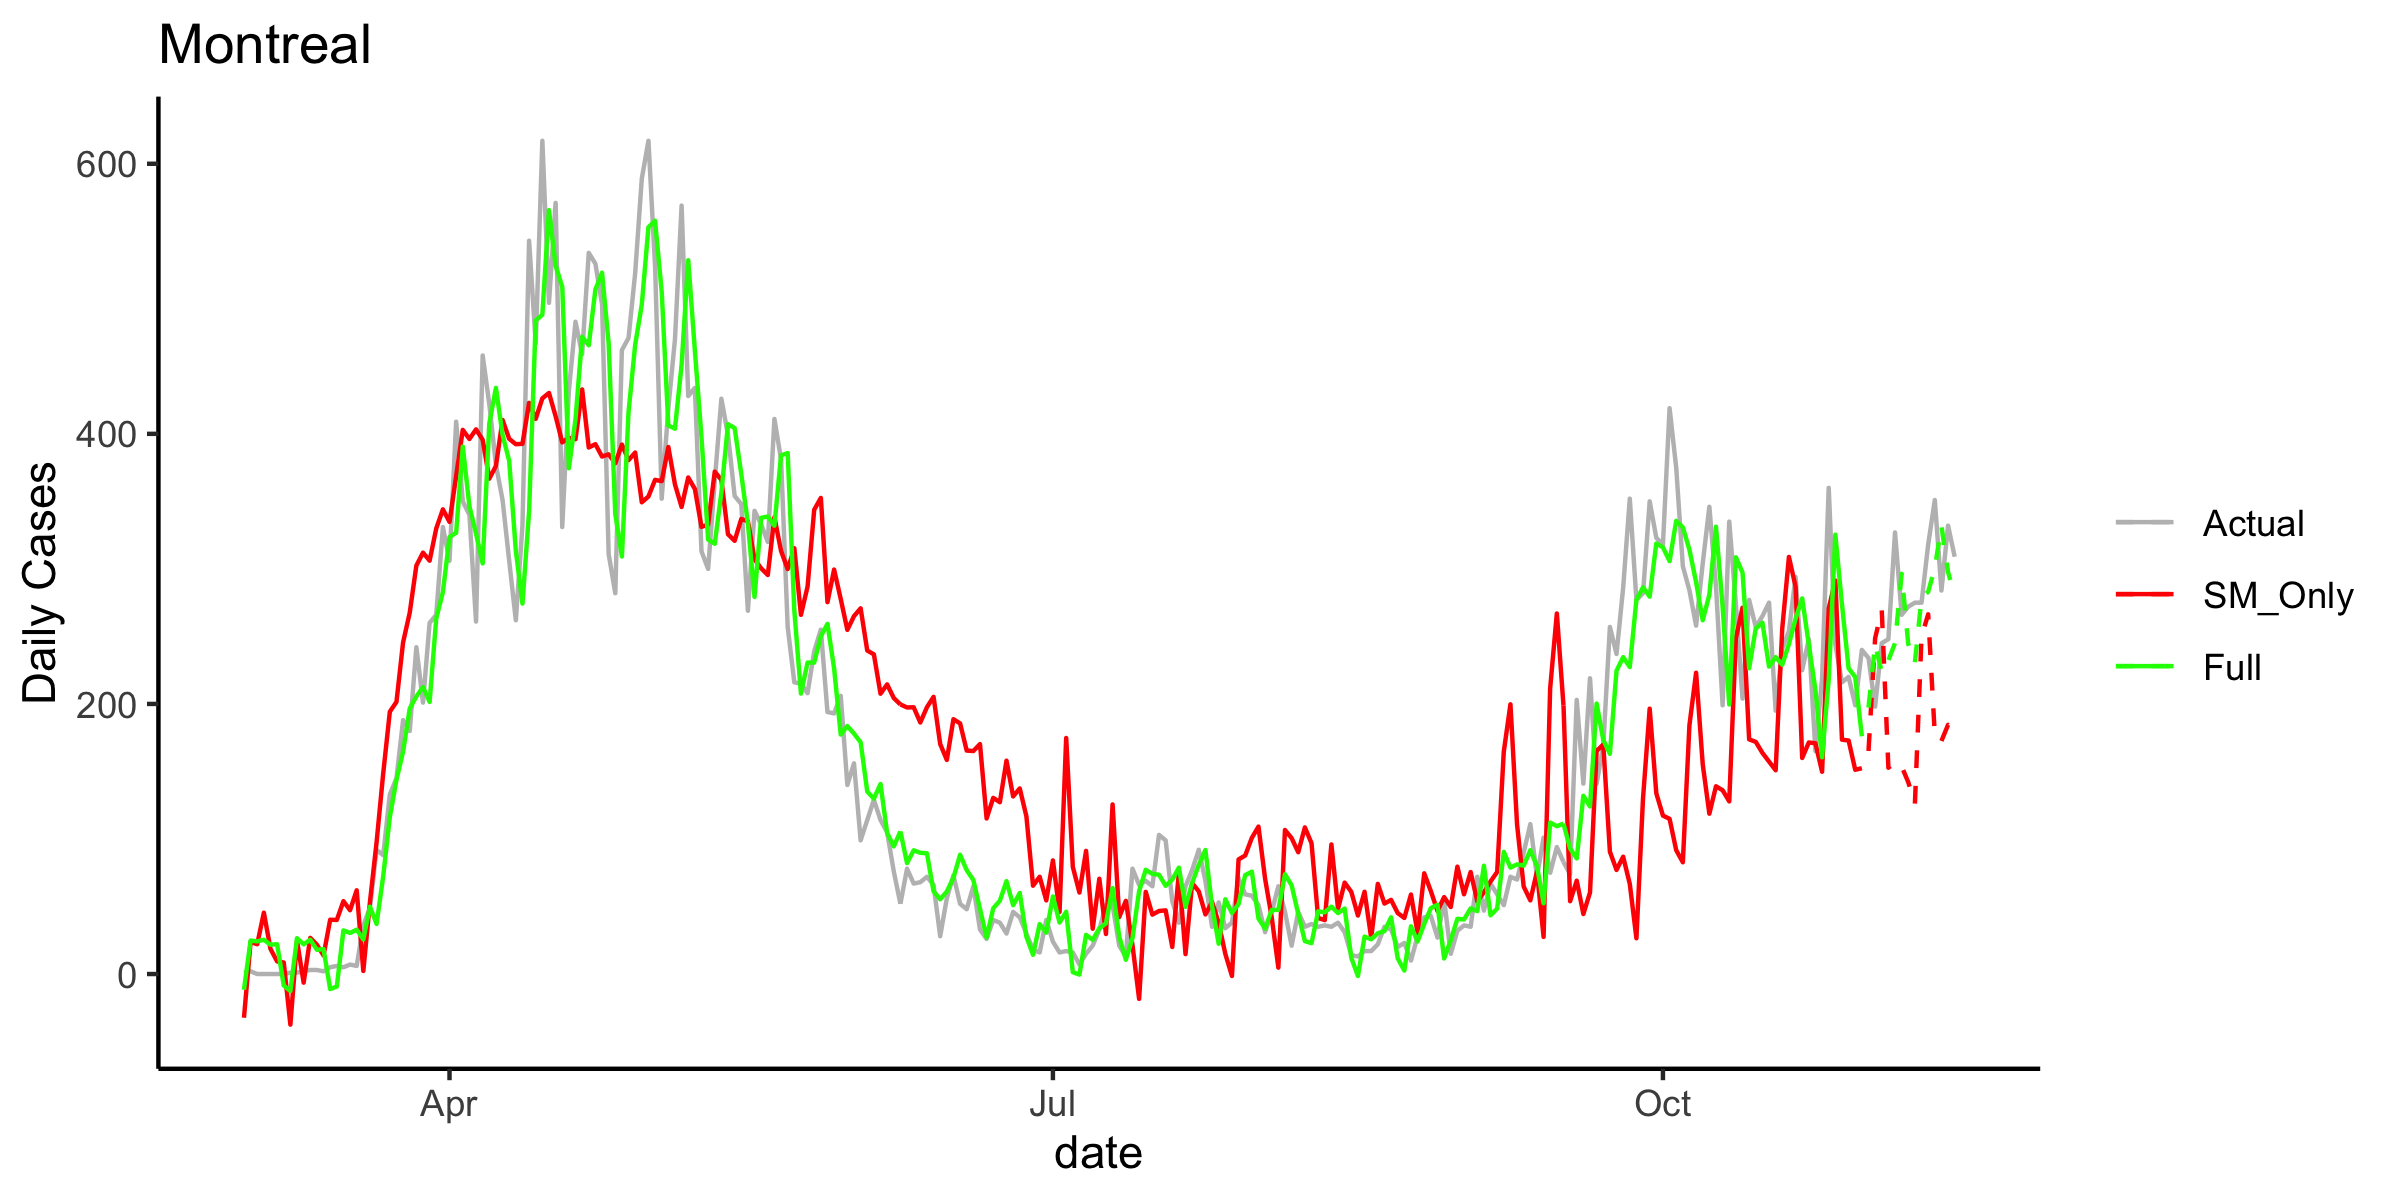 Montreal
Daily Cases
600
400
200
0
Apr
Jul
Oct
date
Actual
SM_Only
Full